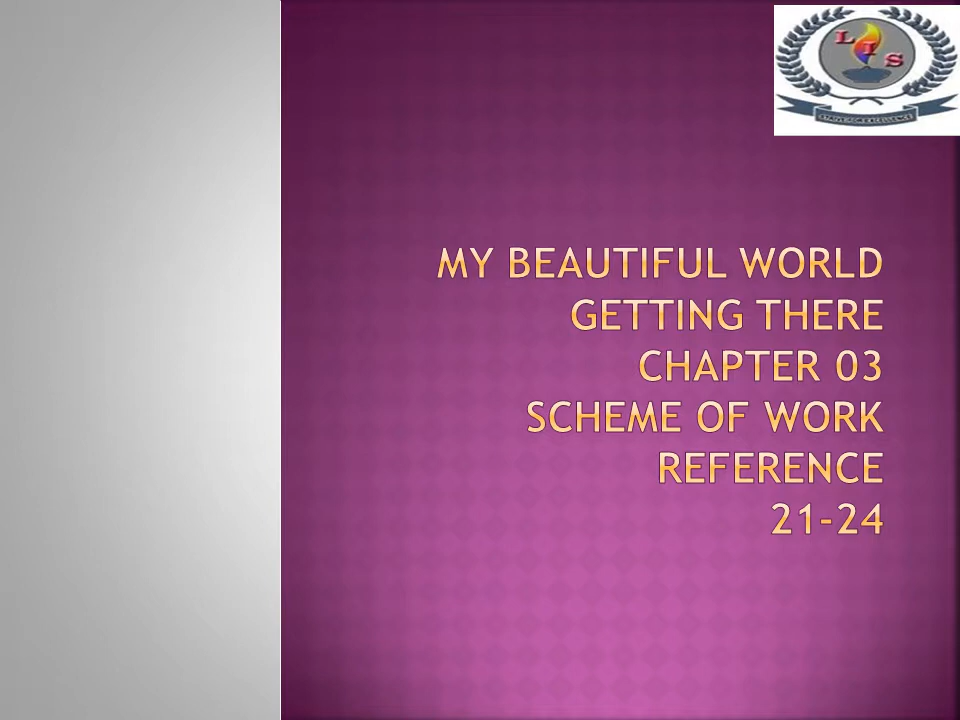 L I S
MY BEAUTIFUL WORLD
GETTING THERE
CHAPTER 03
SCHEME OF WORK
REFERENCE
21-24